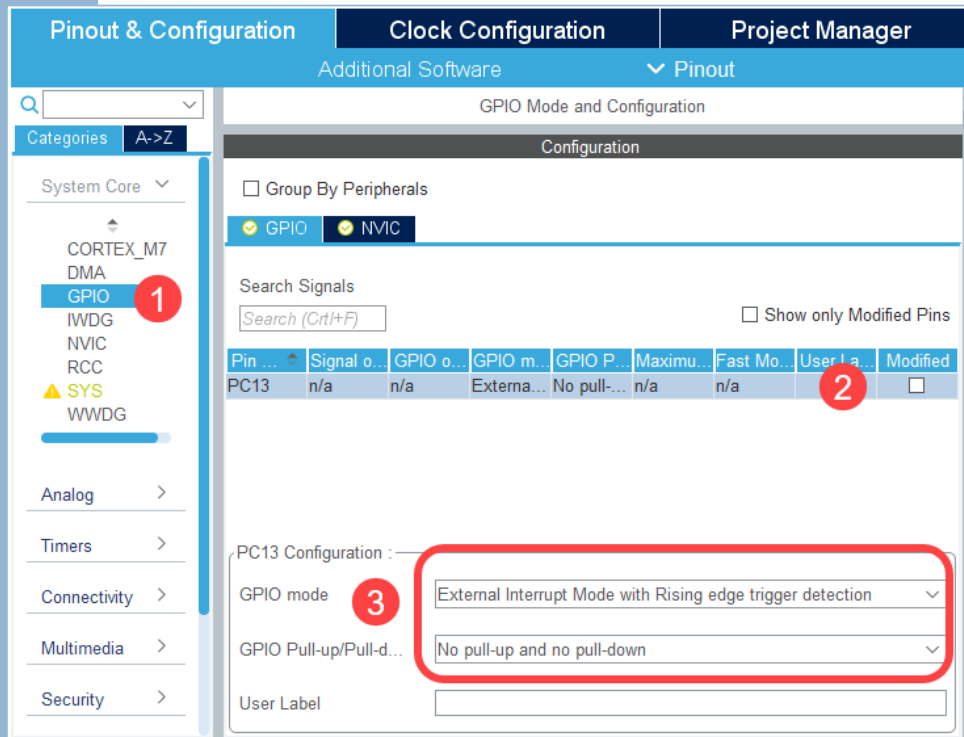 Pinout & Configuration Clock Configuration Project Manager
Additional Software Pinout
GPIO Mode and Configuration
Categories A->Z
Configuration
System Core
Group By Peripherals
GPIO NVIC
CORTEX_M7
DMA
GPIO 1
IWDG
NVIC
RCC
SYS
WWDG
Search Signals
Search (Crtl+F)
Show only Modified Pins
Pin ... Signal o... GPIO o... GPIO m... GPIO P... Maximu... Fast Mo... User La... Modified
PC13 n/a n/a Externa... No pull-... n/a n/a 2
Analog
Timers
Connectivity
Multimedia
Security
PC13 Configuration :
GPIO mode 3 External Interrupt Mode with Rising edge trigger detection
GPIO Pull-up/Pull-d... No pull-up and no pull-down
User Label